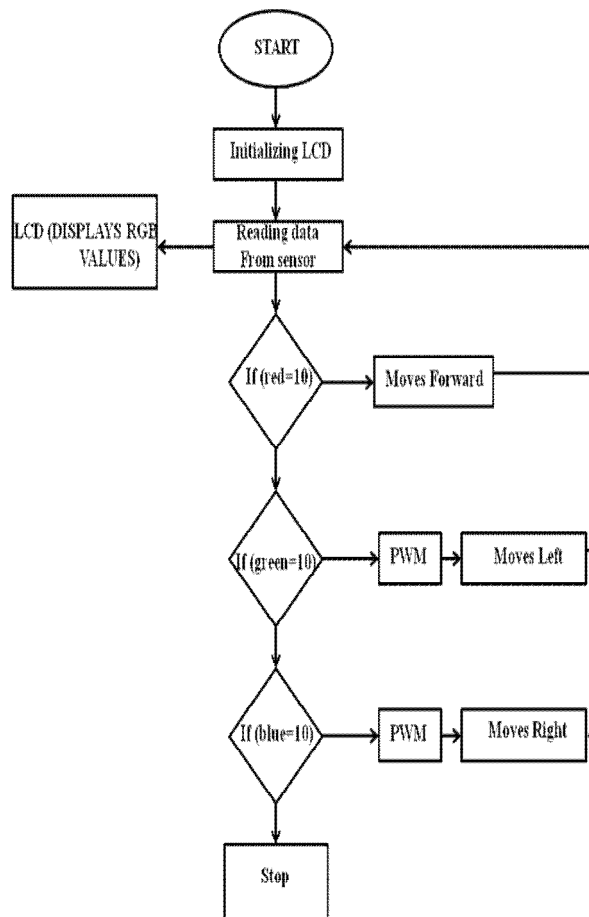 START
Initializing LCD
LCD (DISPLAYS RGB
VALUES)
Reading data
From sensor
If (red=10)
Moves Forward
If (green=10)
PWM
Moves Left
If (blue=10)
PWM
Moves Right
Stop